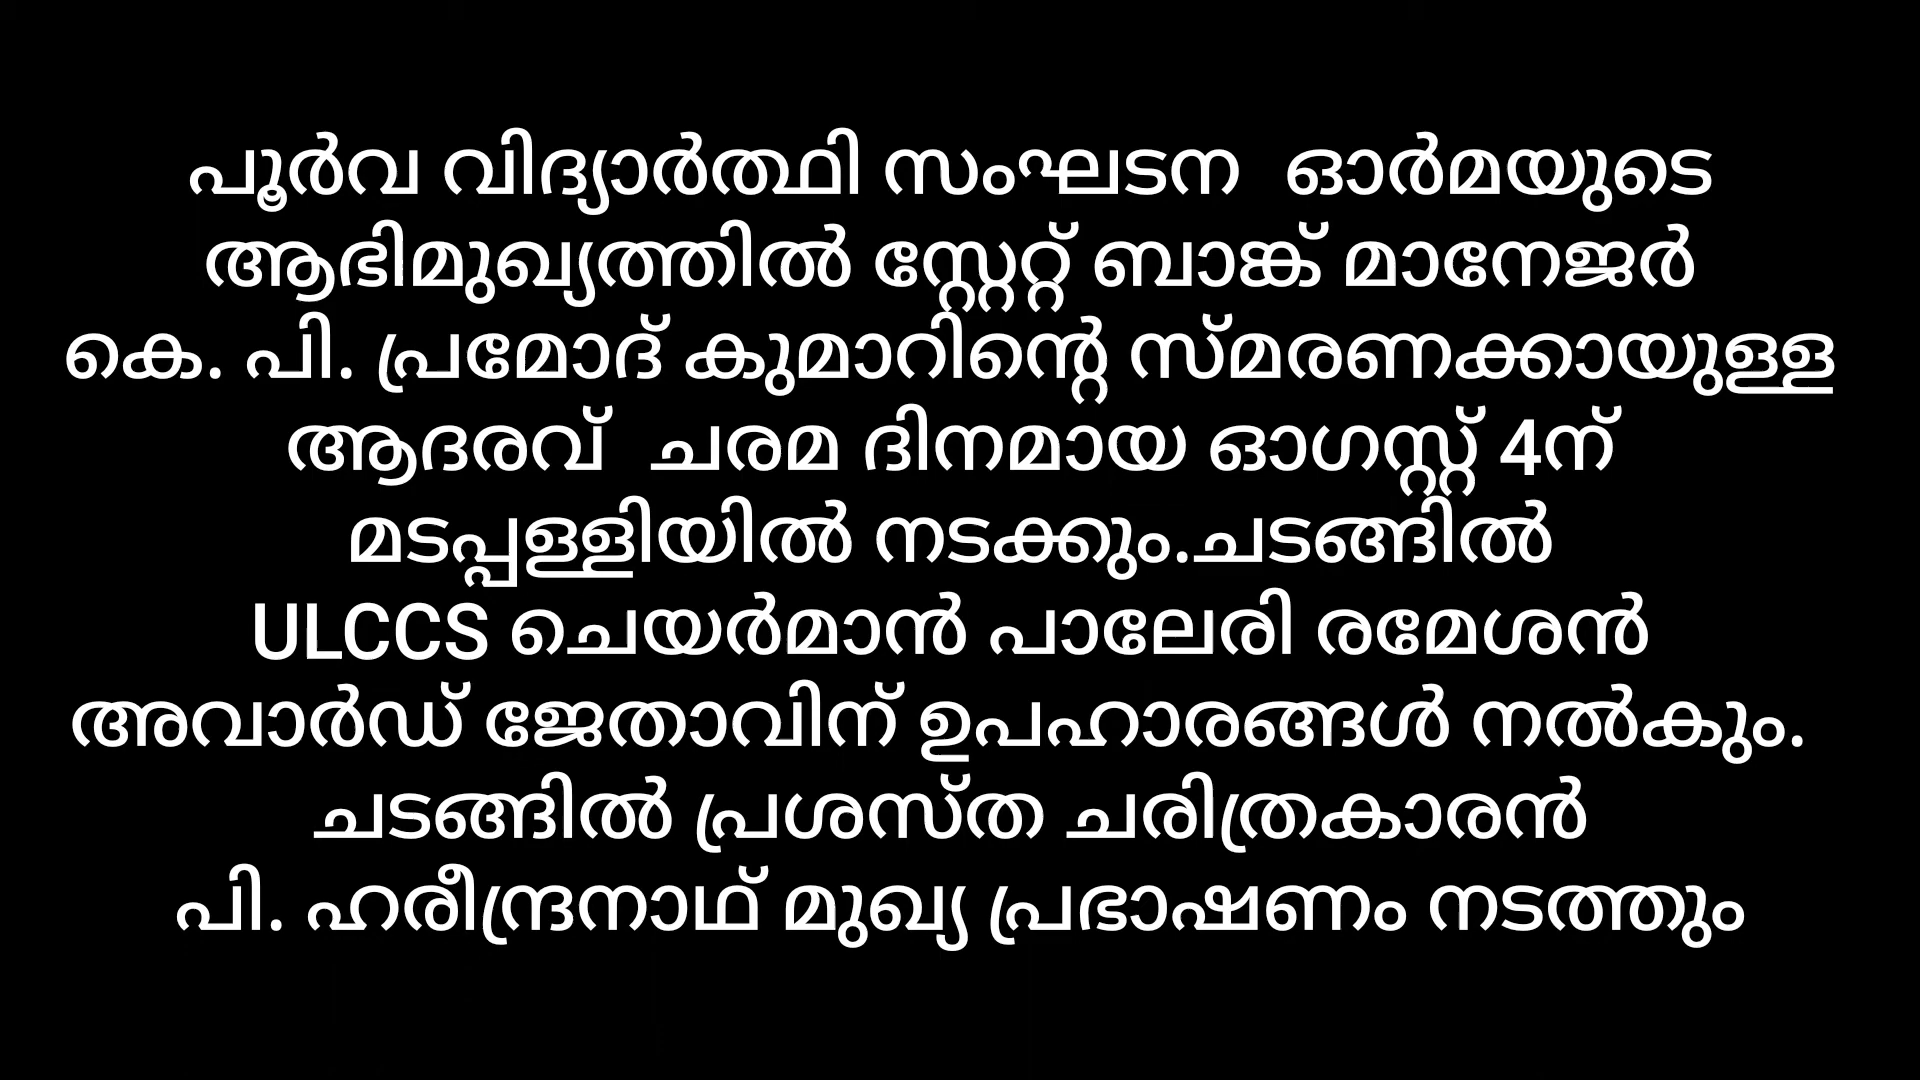 പൂർവ വിദ്യാർത്ഥി സംഘടന  ഓർമയുടെ
ആഭിമുഖ്യത്തിൽ സ്റ്റേറ്റ് ബാങ്ക് മാനേജർ
കെ. പി. പ്രമോദ് കുമാറിന്റെ സ്മരണക്കായുള്ള
ആദരവ്  ചരമ ദിനമായ ഓഗസ്റ്റ് 4ന്
മടപ്പള്ളിയിൽ നടക്കും.ചടങ്ങിൽ
ULCCS ചെയർമാൻ പാലേരി രമേശൻ
അവാർഡ് ജേതാവിന് ഉപഹാരങ്ങൾ നൽകും.
ചടങ്ങിൽ പ്രശസ്ത ചരിത്രകാരൻ
പി. ഹരീന്ദ്രനാഥ് മുഖ്യ പ്രഭാഷണം നടത്തും